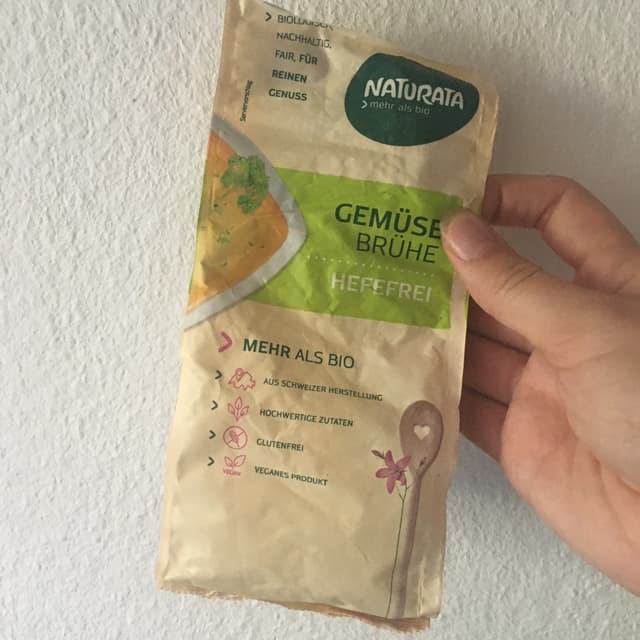 > BIOLOGISCH,
NACHHALTIG,
FAIR, FÜR
REINEN
GENUSS
Serviervorschlag
NATURATA
>mehr als bio
GEMÜSE
BRÜHE
HEFEFREI
> MEHR ALS BIO
> AUS SCHWEIZER HERSTELLUNG
> HOCHWERTIGE ZUTATEN
> GLUTENFREI
> VEGAN VEGANES PRODUKT